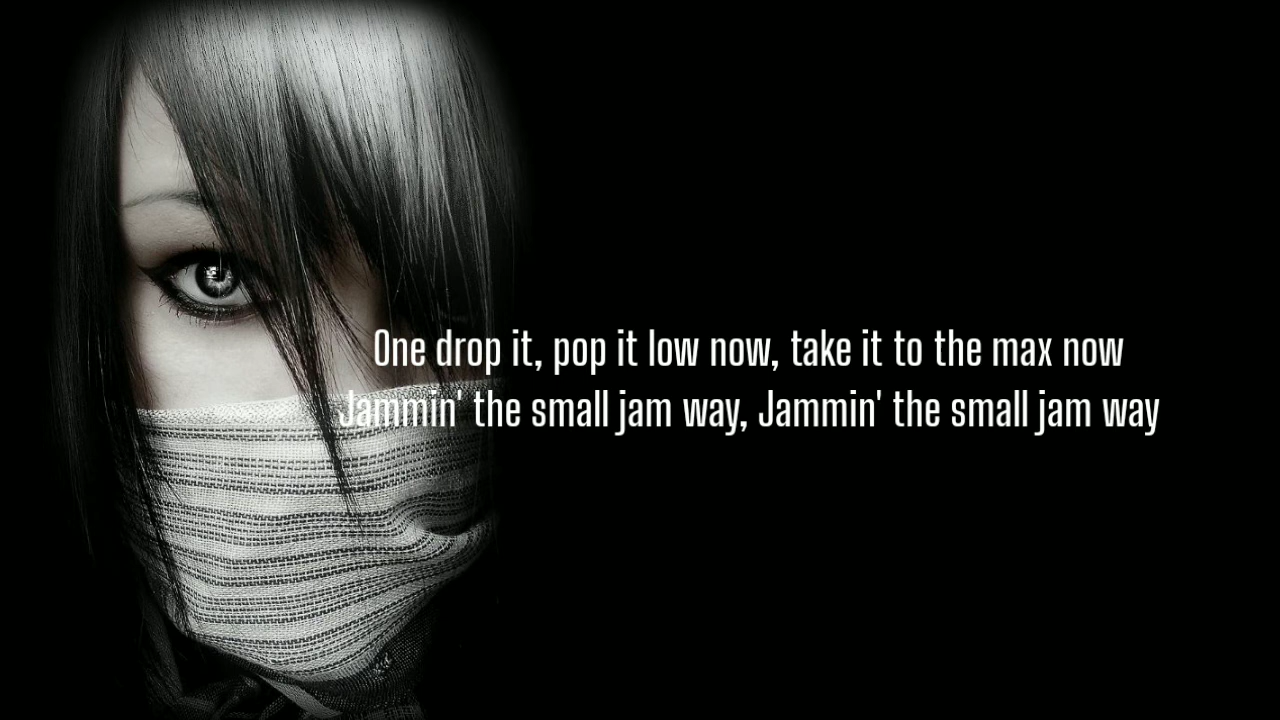 One drop it, pop it low now, take it to the max now
Jammin' the small jam way, Jammin' the small jam way